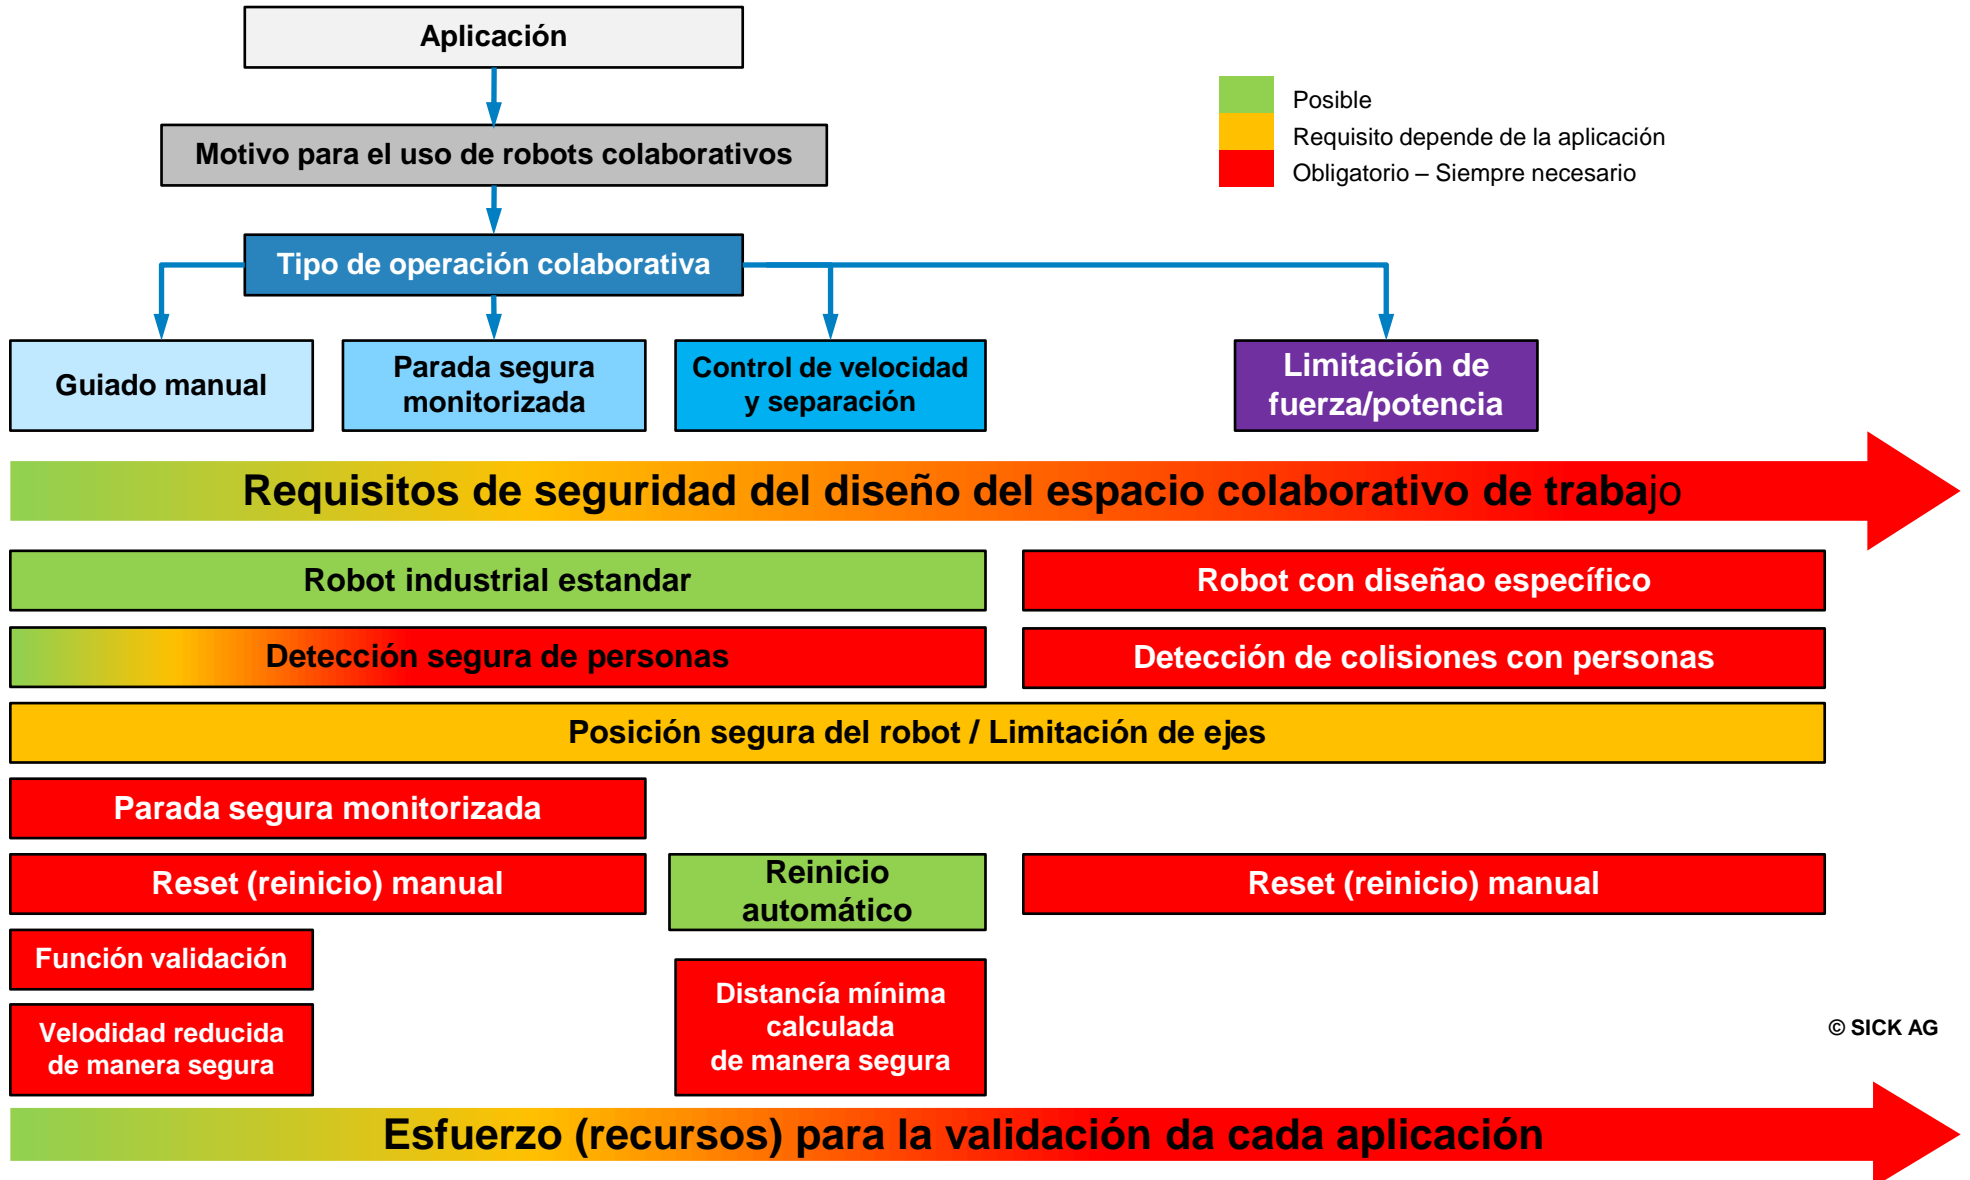 Aplicación
Posible
Requisito depende de la aplicación
Obligatorio – Siempre necesario
Motivo para el uso de robots colaborativos
Tipo de operación colaborativa
Guiado manual
Parada segura
monitorizada
Control de velocidad
y separación
Limitación de
fuerza/potencia
Requisitos de seguridad del diseño del espacio colaborativo de trabajo
Robot industrial estandar
Robot con diseñao específico
Detección segura de personas
Detección de colisiones con personas
Posición segura del robot / Limitación de ejes
Parada segura monitorizada
Reset (reinicio) manual
Reinicio
automático
Reset (reinicio) manual
Función validación
Distancía mínima
calculada
de manera segura
Velodidad reducida
de manera segura
© SICK AG
Esfuerzo (recursos) para la validación da cada aplicación